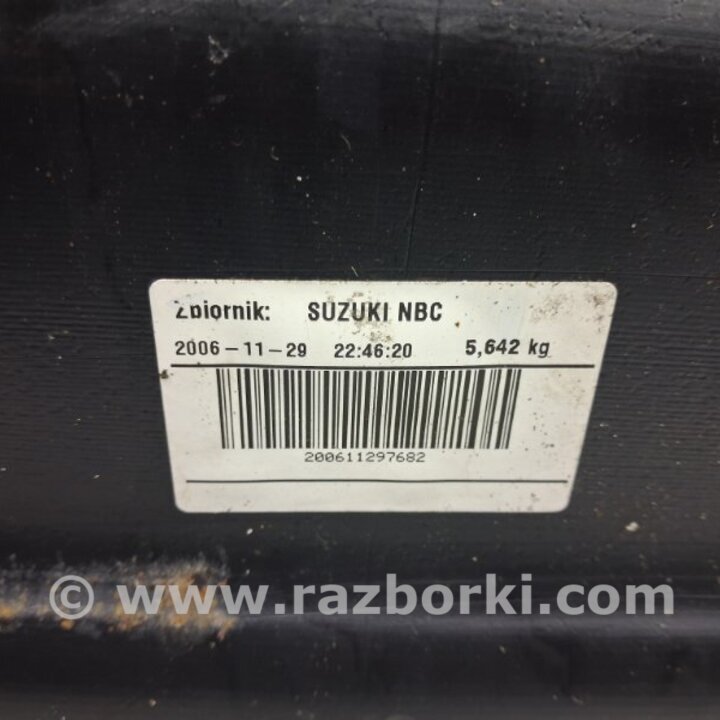 Zbiornik: SUZUKI NBC
2006-11-29 22:46:20 5,642 kg
200611297682
© www.razborki.com